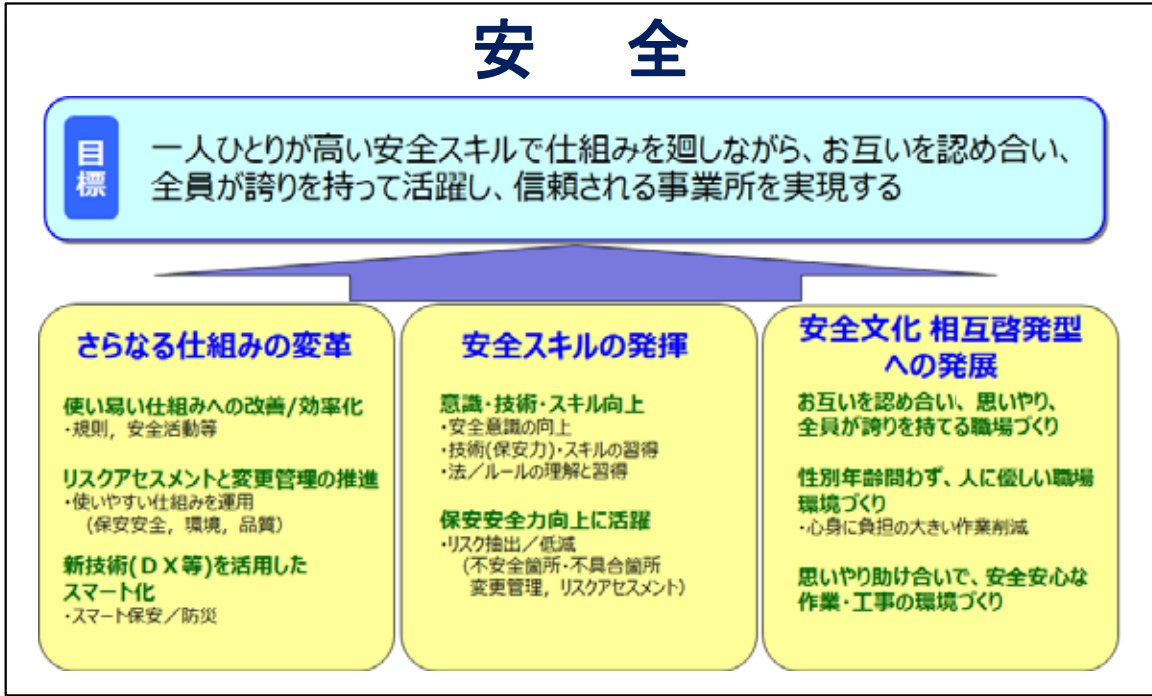 安 全
目標
一人ひとりが高い安全スキルで仕組みを廻しながら、お互いを認め合い、
全員が誇りを持って活躍し、信頼される事業所を実現する
さらなる仕組みの変革
使い易い仕組みへの改善/効率化
・規則，安全活動等
リスクアセスメントと変更管理の推進
・使いやすい仕組みを運用
（保安安全，環境，品質）
新技術(ＤＸ等)を活用した
スマート化
・スマート保安／防災
安全スキルの発揮
意識・技術・スキル向上
・安全意識の向上
・技術(保安力)・スキルの習得
・法／ルールの理解と習得
保安安全力向上に活躍
・リスク抽出／低減
（不安全箇所・不具合箇所
変更管理，リスクアセスメント）
安全文化 相互啓発型
への発展
お互いを認め合い、思いやり、
全員が誇りを持てる職場づくり
性別年齢問わず、人に優しい職場
環境づくり
・心身に負担の大きい作業削減
思いやり助け合いで、安全安心な
作業・工事の環境づくり